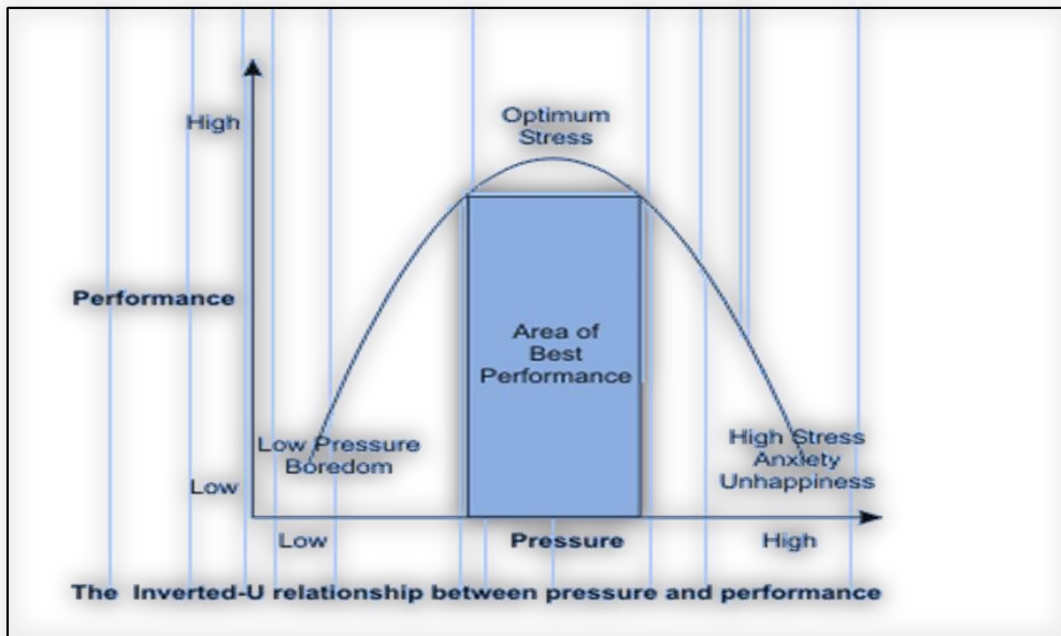 High
Optimum
Stress
Performance
Area of
Best
Performance
Low Pressure
Boredom
High Stress
Anxiety
Unhappiness
Low
Low
Pressure
High
The Inverted-U relationship between pressure and performance